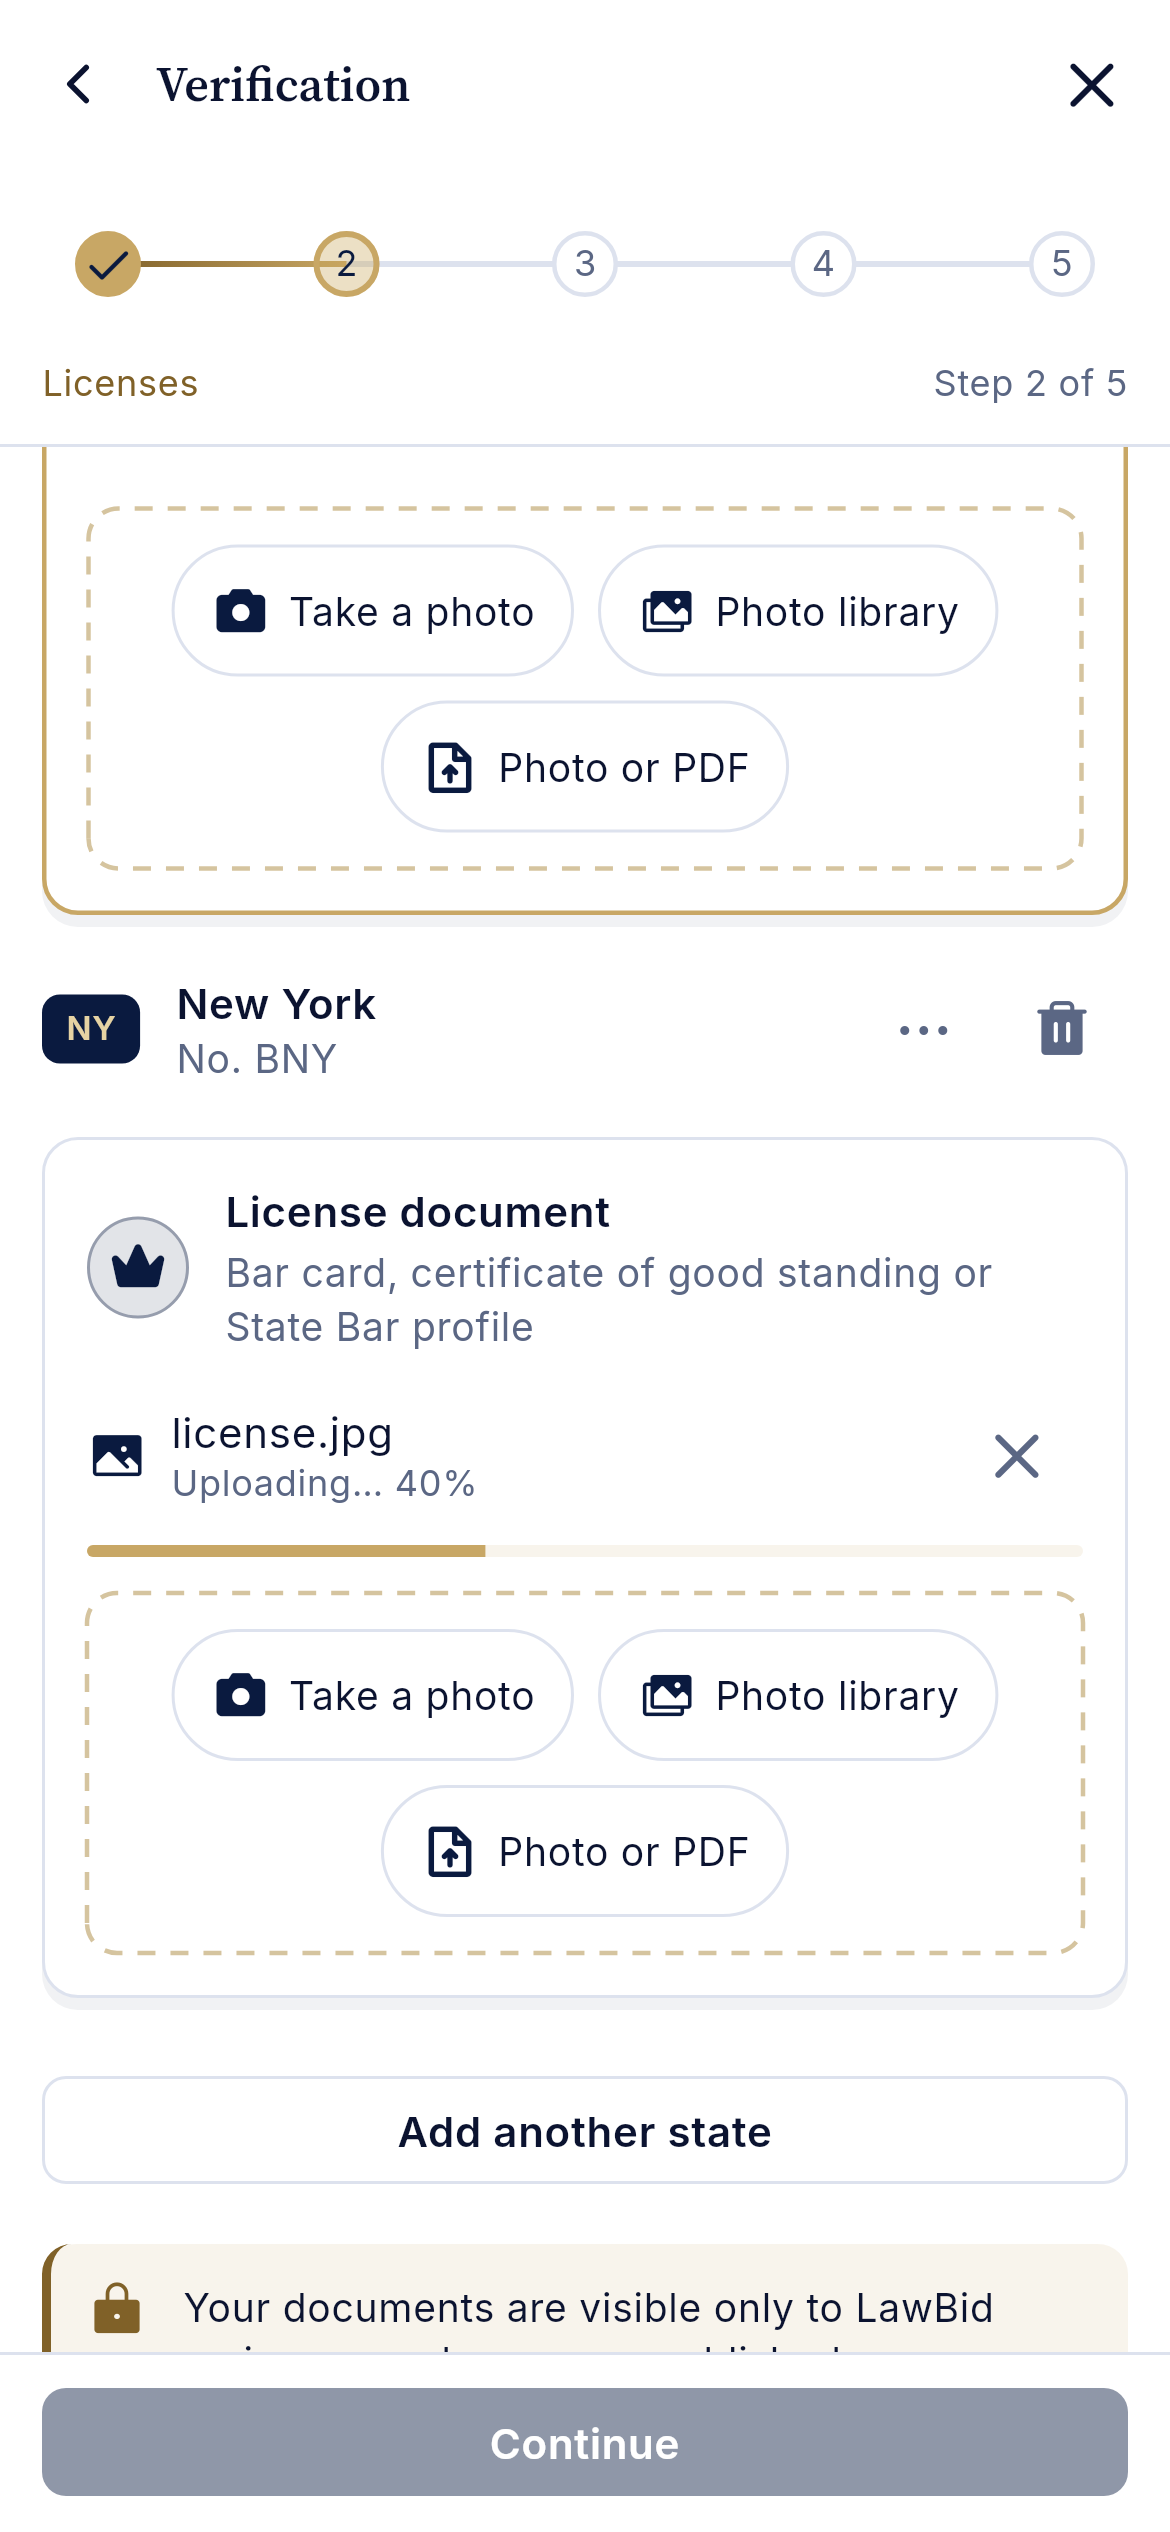 Verification
2
3
4
5
Licenses
Step 2 of 5
Take a photo
Photo library
Photo or PDF
NY
New York
No. BNY
License document
Bar card, certificate of good standing or
State Bar profile
license.jpg
Uploading... 40%
Take a photo
Photo library
Photo or PDF
Add another state
Your documents are visible only to LawBid
Continue